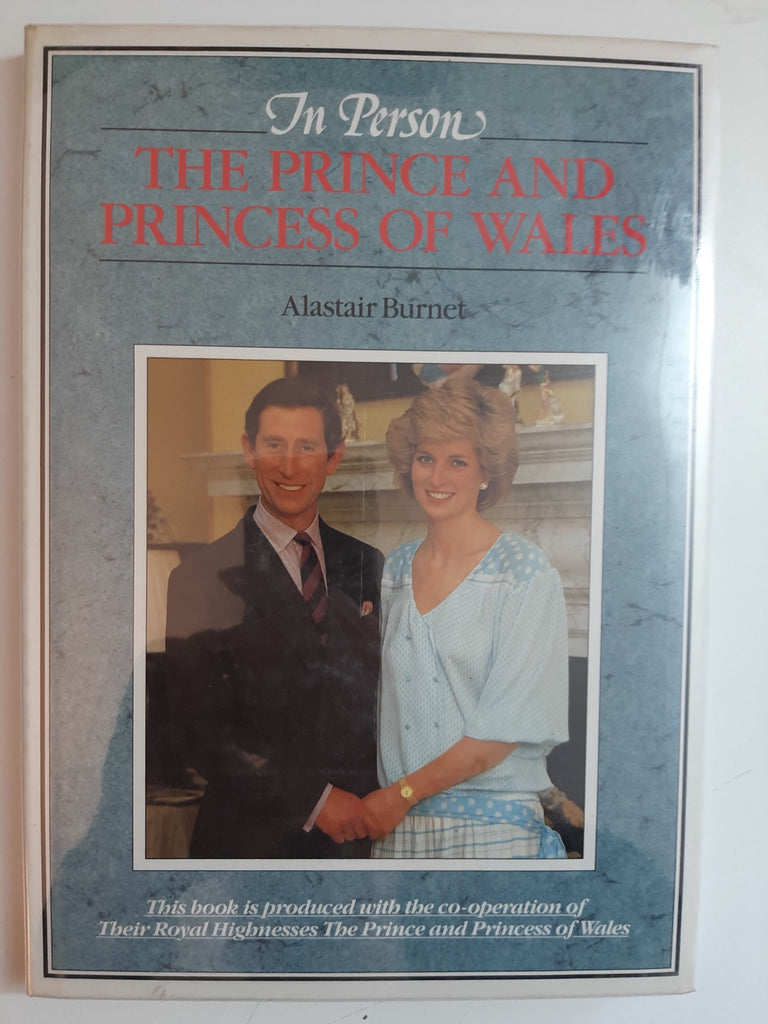 In Person
THE PRINCE AND
PRINCESS OF WALES
Alastair Burnet
This book is produced with the co-operation of
Their Royal Highnesses The Prince and Princess of Wales